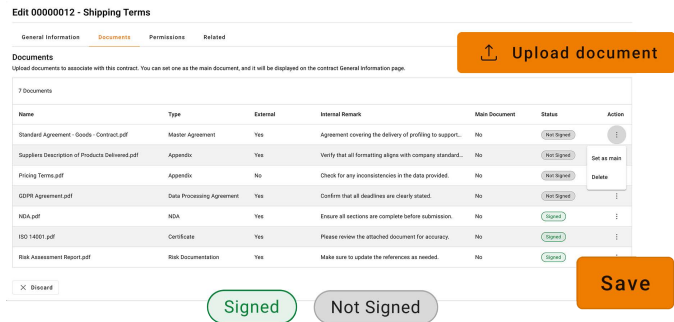 Edit 00000012 - Shipping Terms
General Information Documents Permissions Related
Upload document
Documents
Upload documents to associate with this contract. You can set one as the main document, and it will be displayed on the contract General Information page.
7 Documents
Name Type External Internal Remark Main Document Status Action
Standard Agreement - Goods - Contract.pdf Master Agreement Yes Agreement covering the delivery of profiling to support... No Not Signed
Suppliers Description of Products Delivered.pdf Appendix Yes Verify that all formatting aligns with company standard... No Not Signed
Set as main
Pricing Terms.pdf Appendix No Check for any inconsistencies in the data provided. No Not Signed
Delete
GDPR Agreement.pdf Data Processing Agreement Yes Confirm that all deadlines are clearly stated. No Not Signed
NDA.pdf NDA Yes Ensure all sections are complete before submission. No Signed
ISO 14001.pdf Certificate Yes Please review the attached document for accuracy. No Signed
Risk Assessment Report.pdf Risk Documentation Yes Make sure to update the references as needed. No Signed
Discard
Save
Signed Not Signed